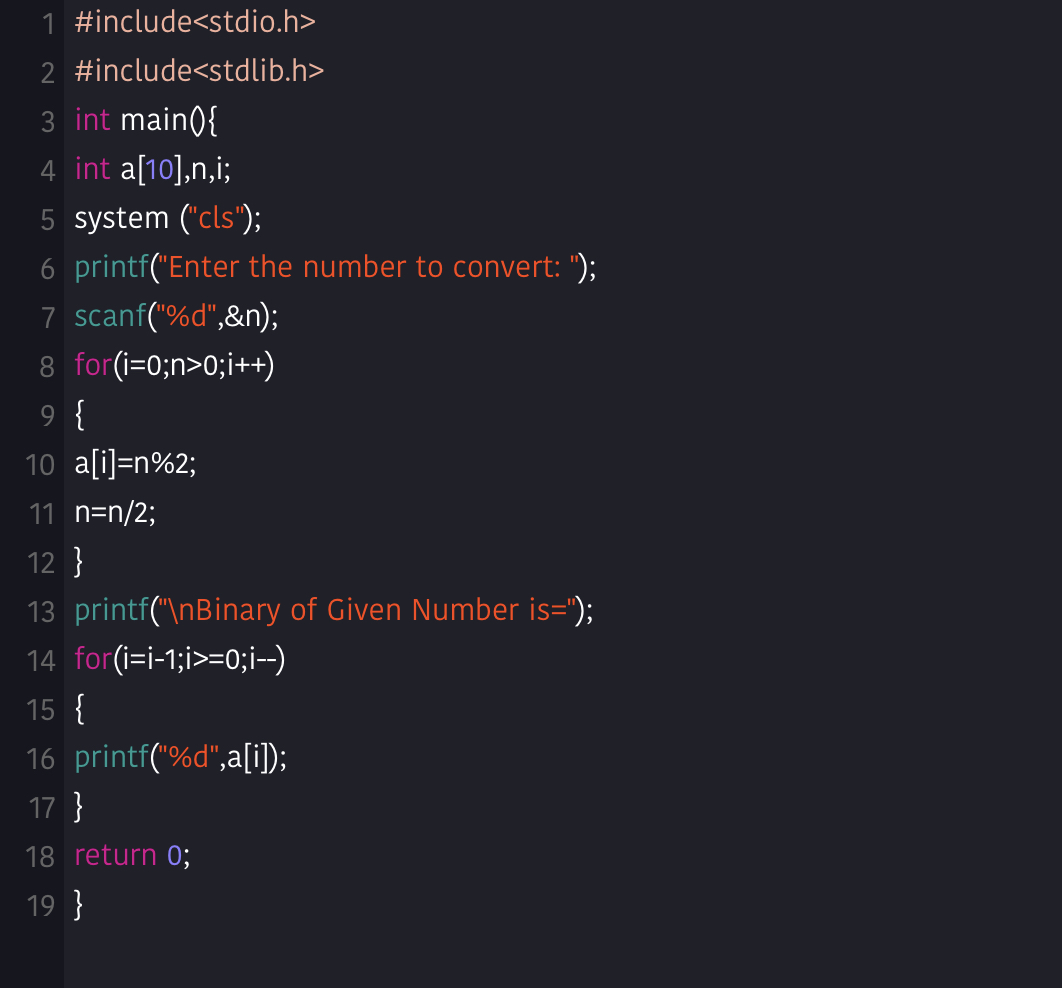 1 #include<stdio.h>
2 #include<stdlib.h>
3 int main(){
4 int a[10],n,i;
5 system ("cls");
6 printf("Enter the number to convert: ");
7 scanf("%d",&n);
8 for(i=0;n>0;i++)
9 {
10 a[i]=n%2;
11 n=n/2;
12 }
13 printf("\nBinary of Given Number is=");
14 for(i=i-1;i>=0;i--)
15 {
16 printf("%d",a[i]);
17 }
18 return 0;
19 }